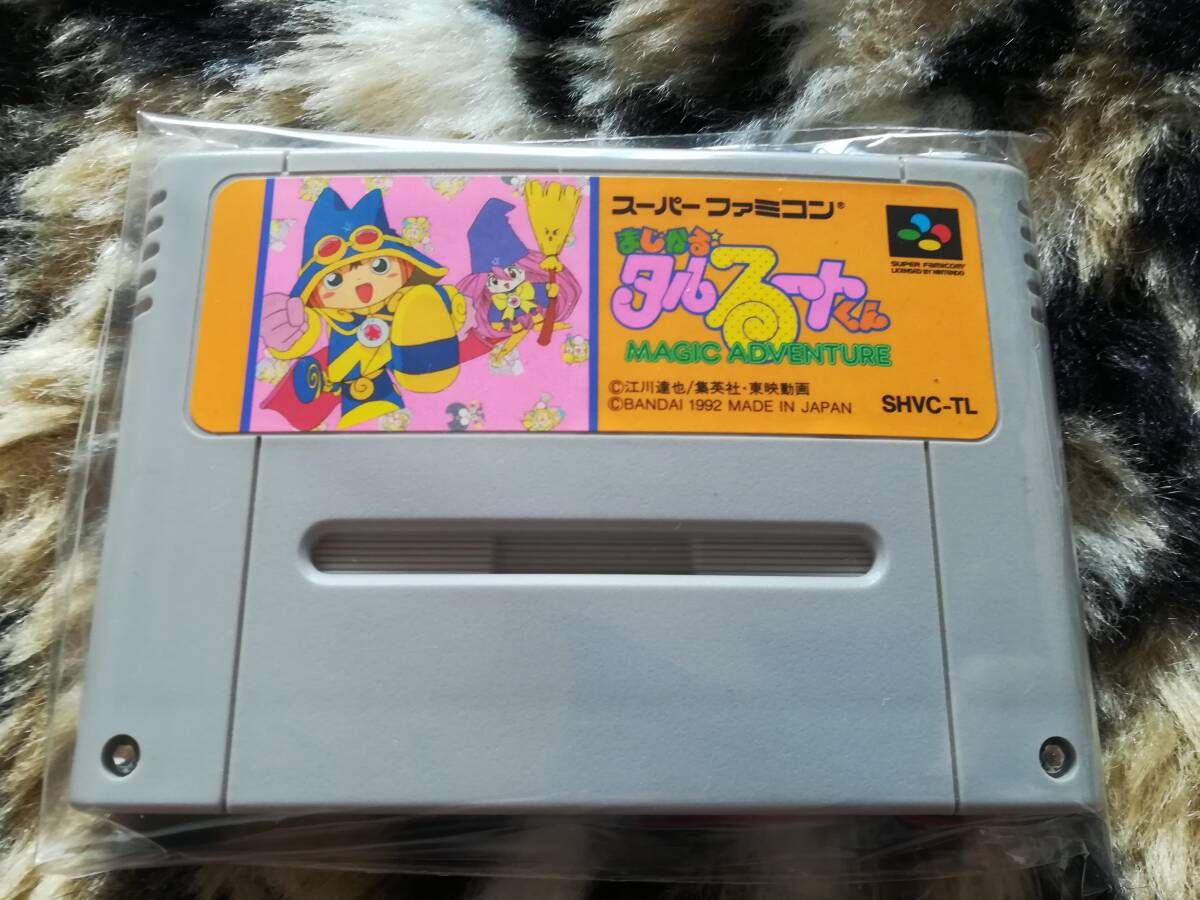 スーパーファミコン®
まじかる★
タルるートくん
MAGIC ADVENTURE
©江川達也/集英社・東映動画
©BANDAI 1992 MADE IN JAPAN
SHVC-TL
SUPER FAMICOM
LICENSED BY NINTENDO